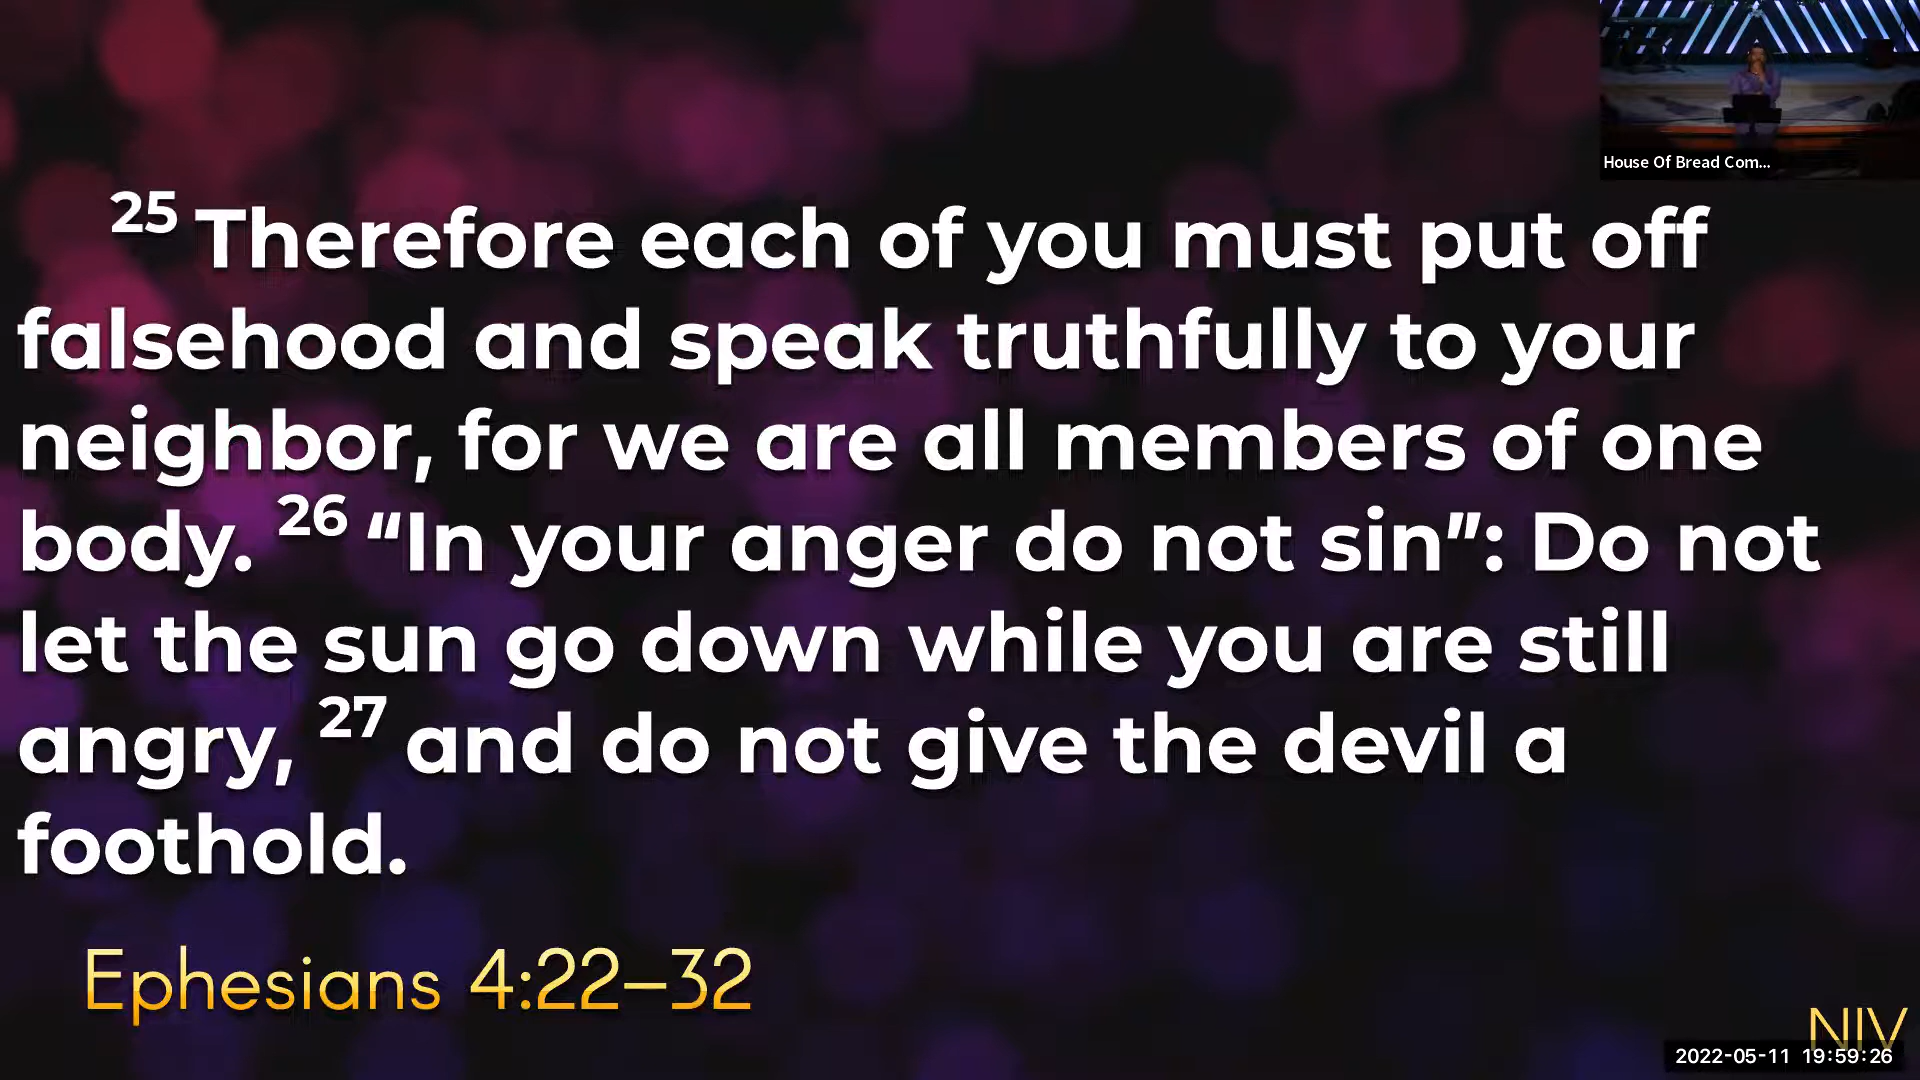 House Of Bread Com...
25 Therefore each of you must put off
falsehood and speak truthfully to your
neighbor, for we are all members of one
body. 26 “In your anger do not sin”: Do not
let the sun go down while you are still
angry, 27 and do not give the devil a
foothold.
Ephesians 4:22–32
NIV
2022-05-11 19:59:26